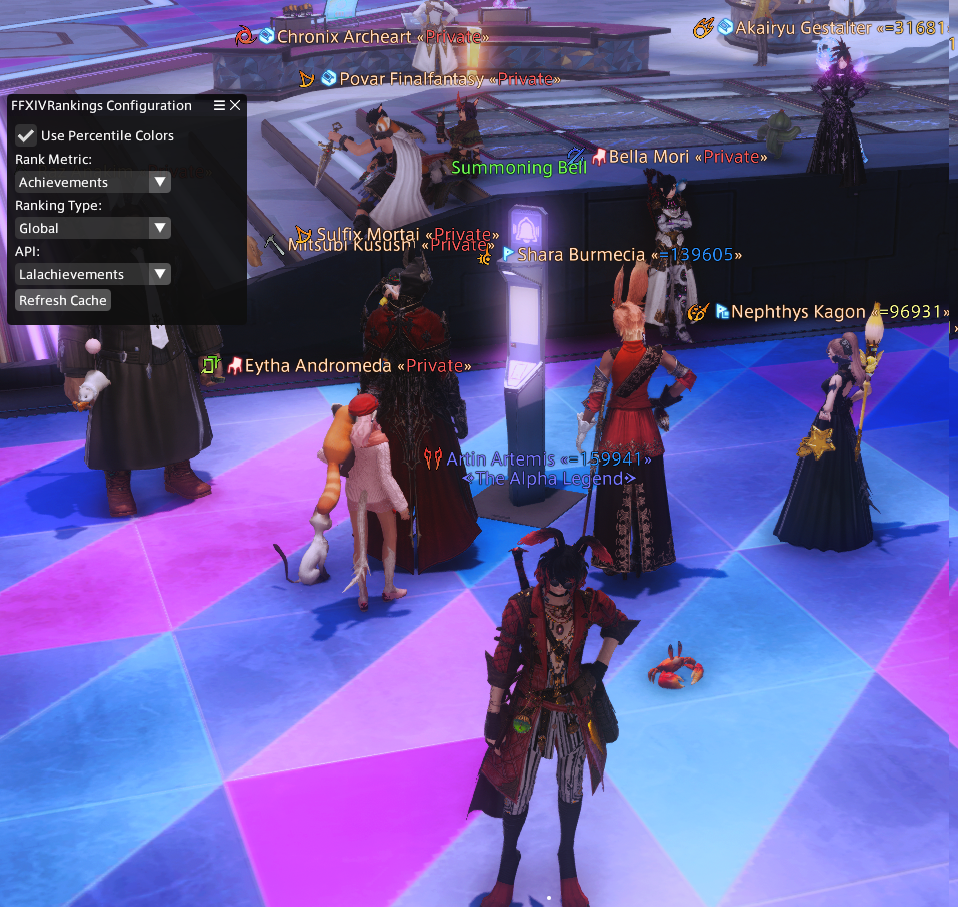 Chronix Archeart «Private»
Akairyu Gestalter «=31681
Povar Finalfantasy «Private»
FFXIVRankings Configuration
Use Percentile Colors
Rank Metric:
Achievements
Ranking Type:
Global
API:
Lalachievements
Refresh Cache
Bella Mori «Private»
Summoning Bell
Sulfix Mortai «Private»
Mitsubi Kusushi «Private»
Shara Burmecia «=139605»
Nephthys Kagon «=96931»
Eytha Andromeda «Private»
Artin Artemis «=159941»
«The Alpha Legend»